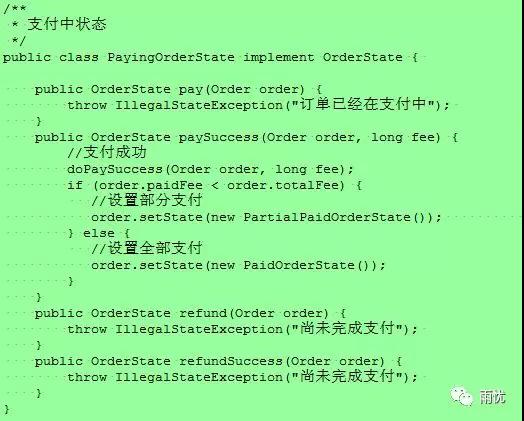 /**
 * 支付中状态
 */
public class PayingOrderState implement OrderState {
    public OrderState pay(Order order) {
        throw IllegalStateException("订单已经在支付中");
    }
    public OrderState paySuccess(Order order, long fee) {
        //支付成功
        doPaySuccess(Order order, long fee);
        if (order.paidFee < order.totalFee) {
            //设置部分支付
            order.setState(new PartialPaidOrderState());
        } else {
            //设置全部支付
            order.setState(new PaidOrderState());
        }
    }
    public OrderState refund(Order order) {
        throw IllegalStateException("尚未完成支付");
    }
    public OrderState refundSuccess(Order order) {
        throw IllegalStateException("尚未完成支付");
    }
}
雨忧